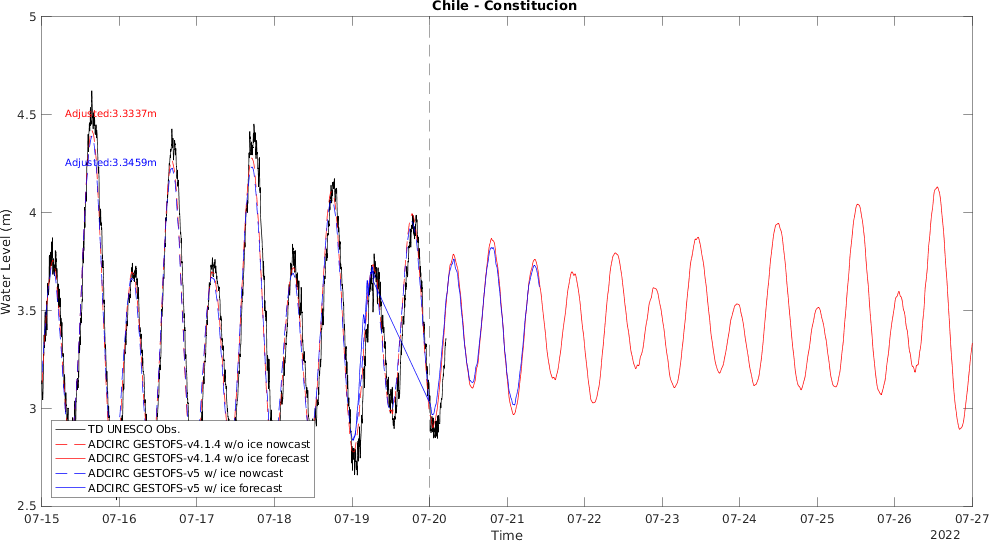 Chile - Constitucion
5
4.5
4
3.5
3
2.5
Water Level (m)
Adjusted:3.3337m
Adjusted:3.3459m
TD UNESCO Obs.
ADCIRC GESTOFS-v4.1.4 w/o ice nowcast
ADCIRC GESTOFS-v4.1.4 w/o ice forecast
ADCIRC GESTOFS-v5 w/ ice nowcast
ADCIRC GESTOFS-v5 w/ ice forecast
07-15 07-16 07-17 07-18 07-19 07-20 07-21 07-22 07-23 07-24 07-25 07-26 07-27
Time
2022